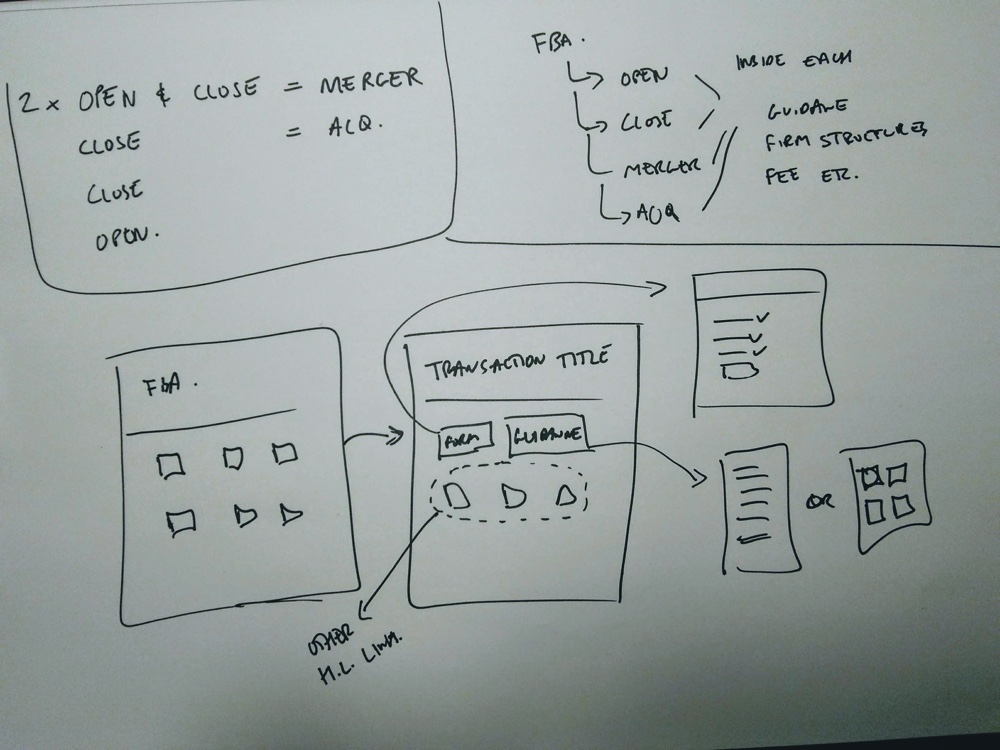 2 x OPEN & CLOSE = MERGER
CLOSE = ACQ.
CLOSE
OPEN.
FBA.
OPEN
CLOSE
MERGER
ACQ
INSIDE EACH
GUIDANCE
FIRM STRUCTURES
FEE ETC.
FBA.
TRANSACTION TITLE
FORM
GUIDANCE
OR
OTHER
H.L.